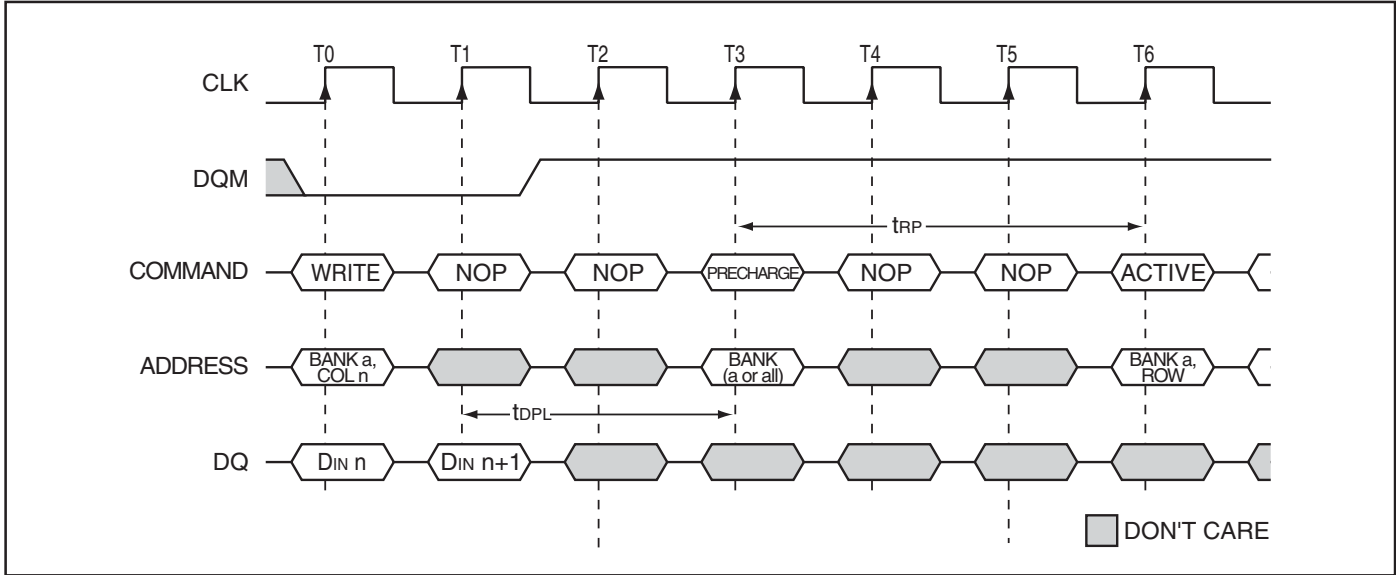 T0 T1 T2 T3 T4 T5 T6
CLK
DQM
tRP
COMMAND WRITE NOP NOP PRECHARGE NOP NOP ACTIVE
ADDRESS BANK a, COL n BANK (a or all) BANK a, ROW
tDPL
DQ DIN n DIN n+1
DON'T CARE